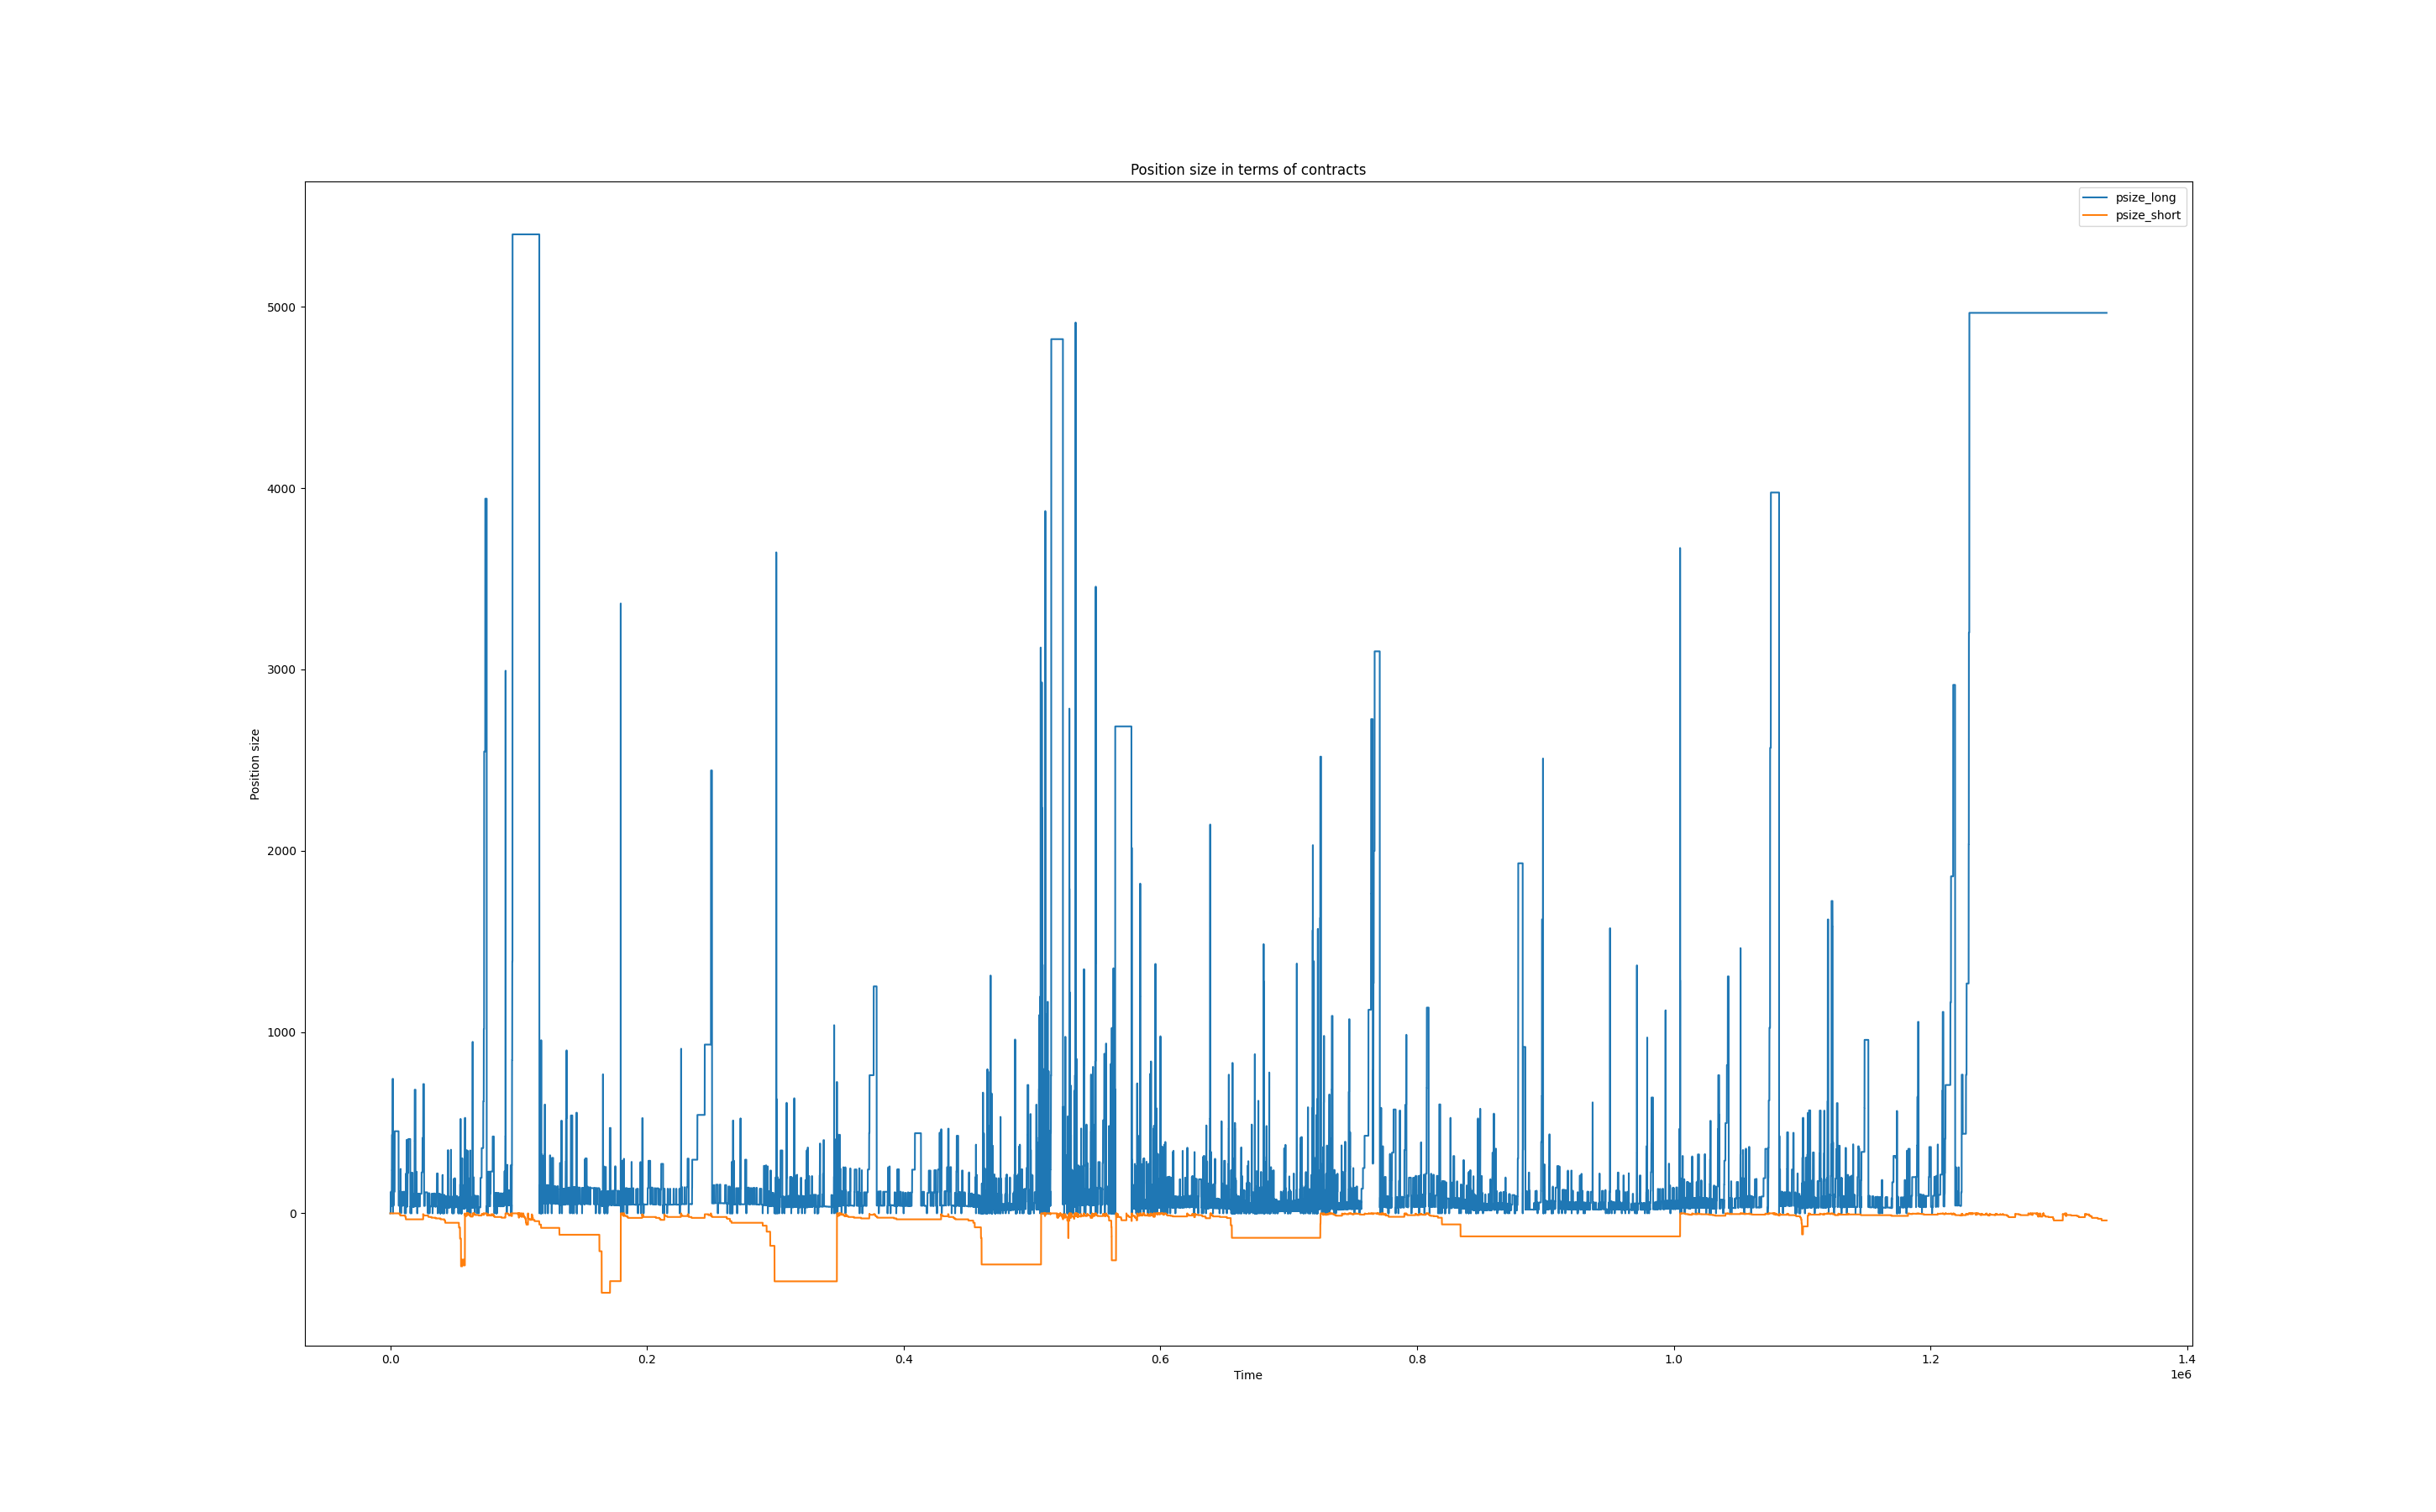 Position size in terms of contracts
psize_long
psize_short
5000
4000
3000
2000
1000
0
Position size
0.0 0.2 0.4 0.6 0.8 1.0 1.2 1.4
1e6
Time